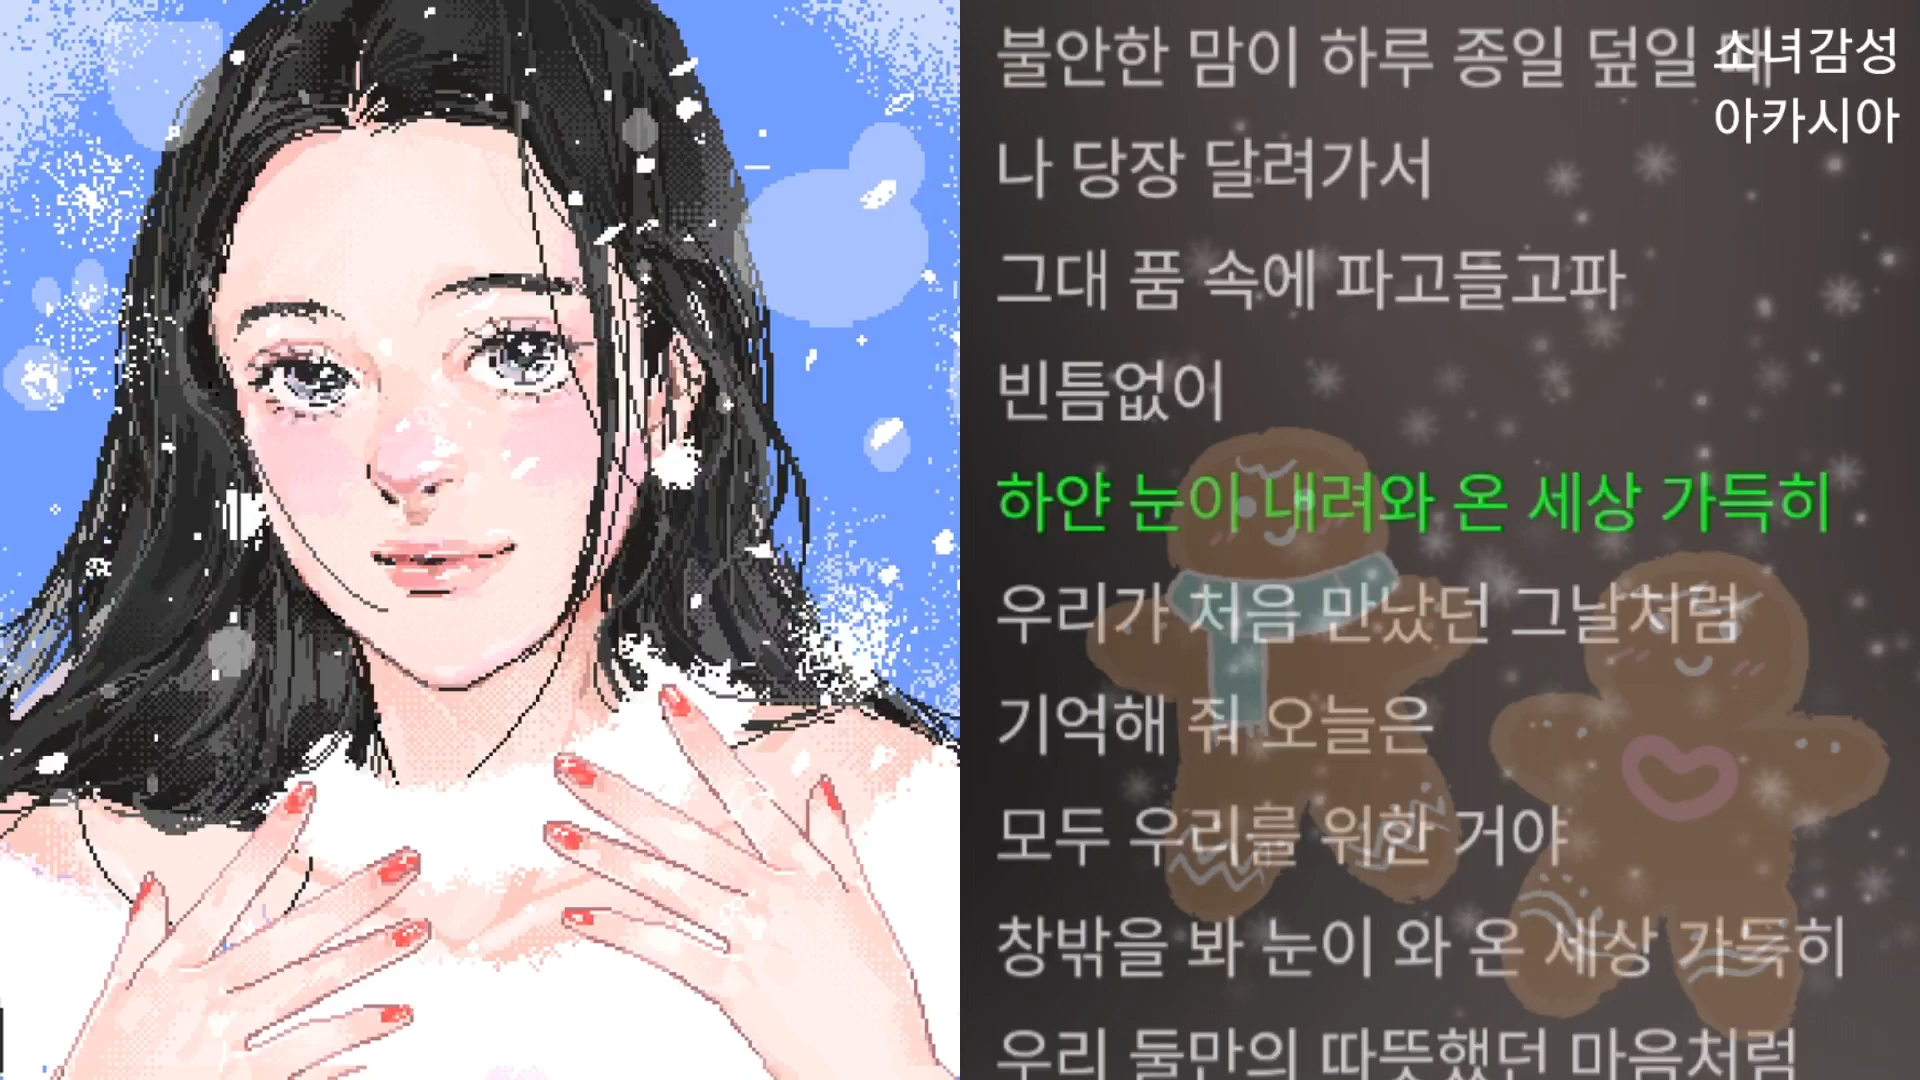 불안한 맘이 하루 종일 덮일 때
소녀감성
아카시아
나 당장 달려가서
그대 품 속에 파고들고파
빈틈없이
하얀 눈이 내려와 온 세상 가득히
우리가 처음 만났던 그날처럼
기억해 줘 오늘은
모두 우리를 위한 거야
창밖을 봐 눈이 와 온 세상 가득히
우리 둘만의 따뜻했던 마음처럼